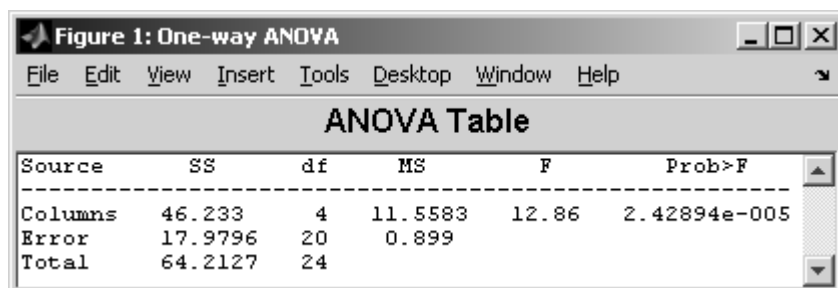 Figure 1: One-way ANOVA
File Edit View Insert Tools Desktop Window Help
ANOVA Table
Source SS df MS F Prob>F
Columns 46.233 4 11.5583 12.86 2.42894e-005
Error 17.9796 20 0.899
Total 64.2127 24